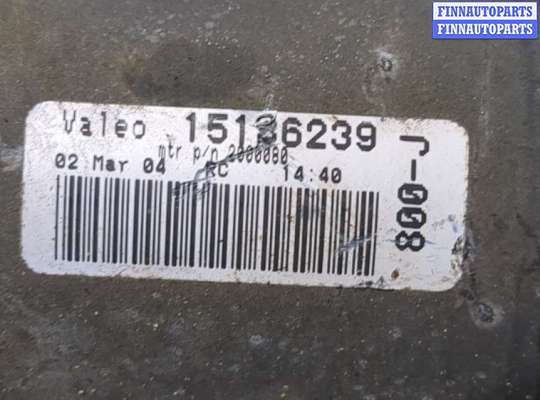 FINNAUTOPARTS
FINNAUTOPARTS
Valeo 15136239
mtr p/n 2000080
02 Mar 04 RC 14:40
800-J